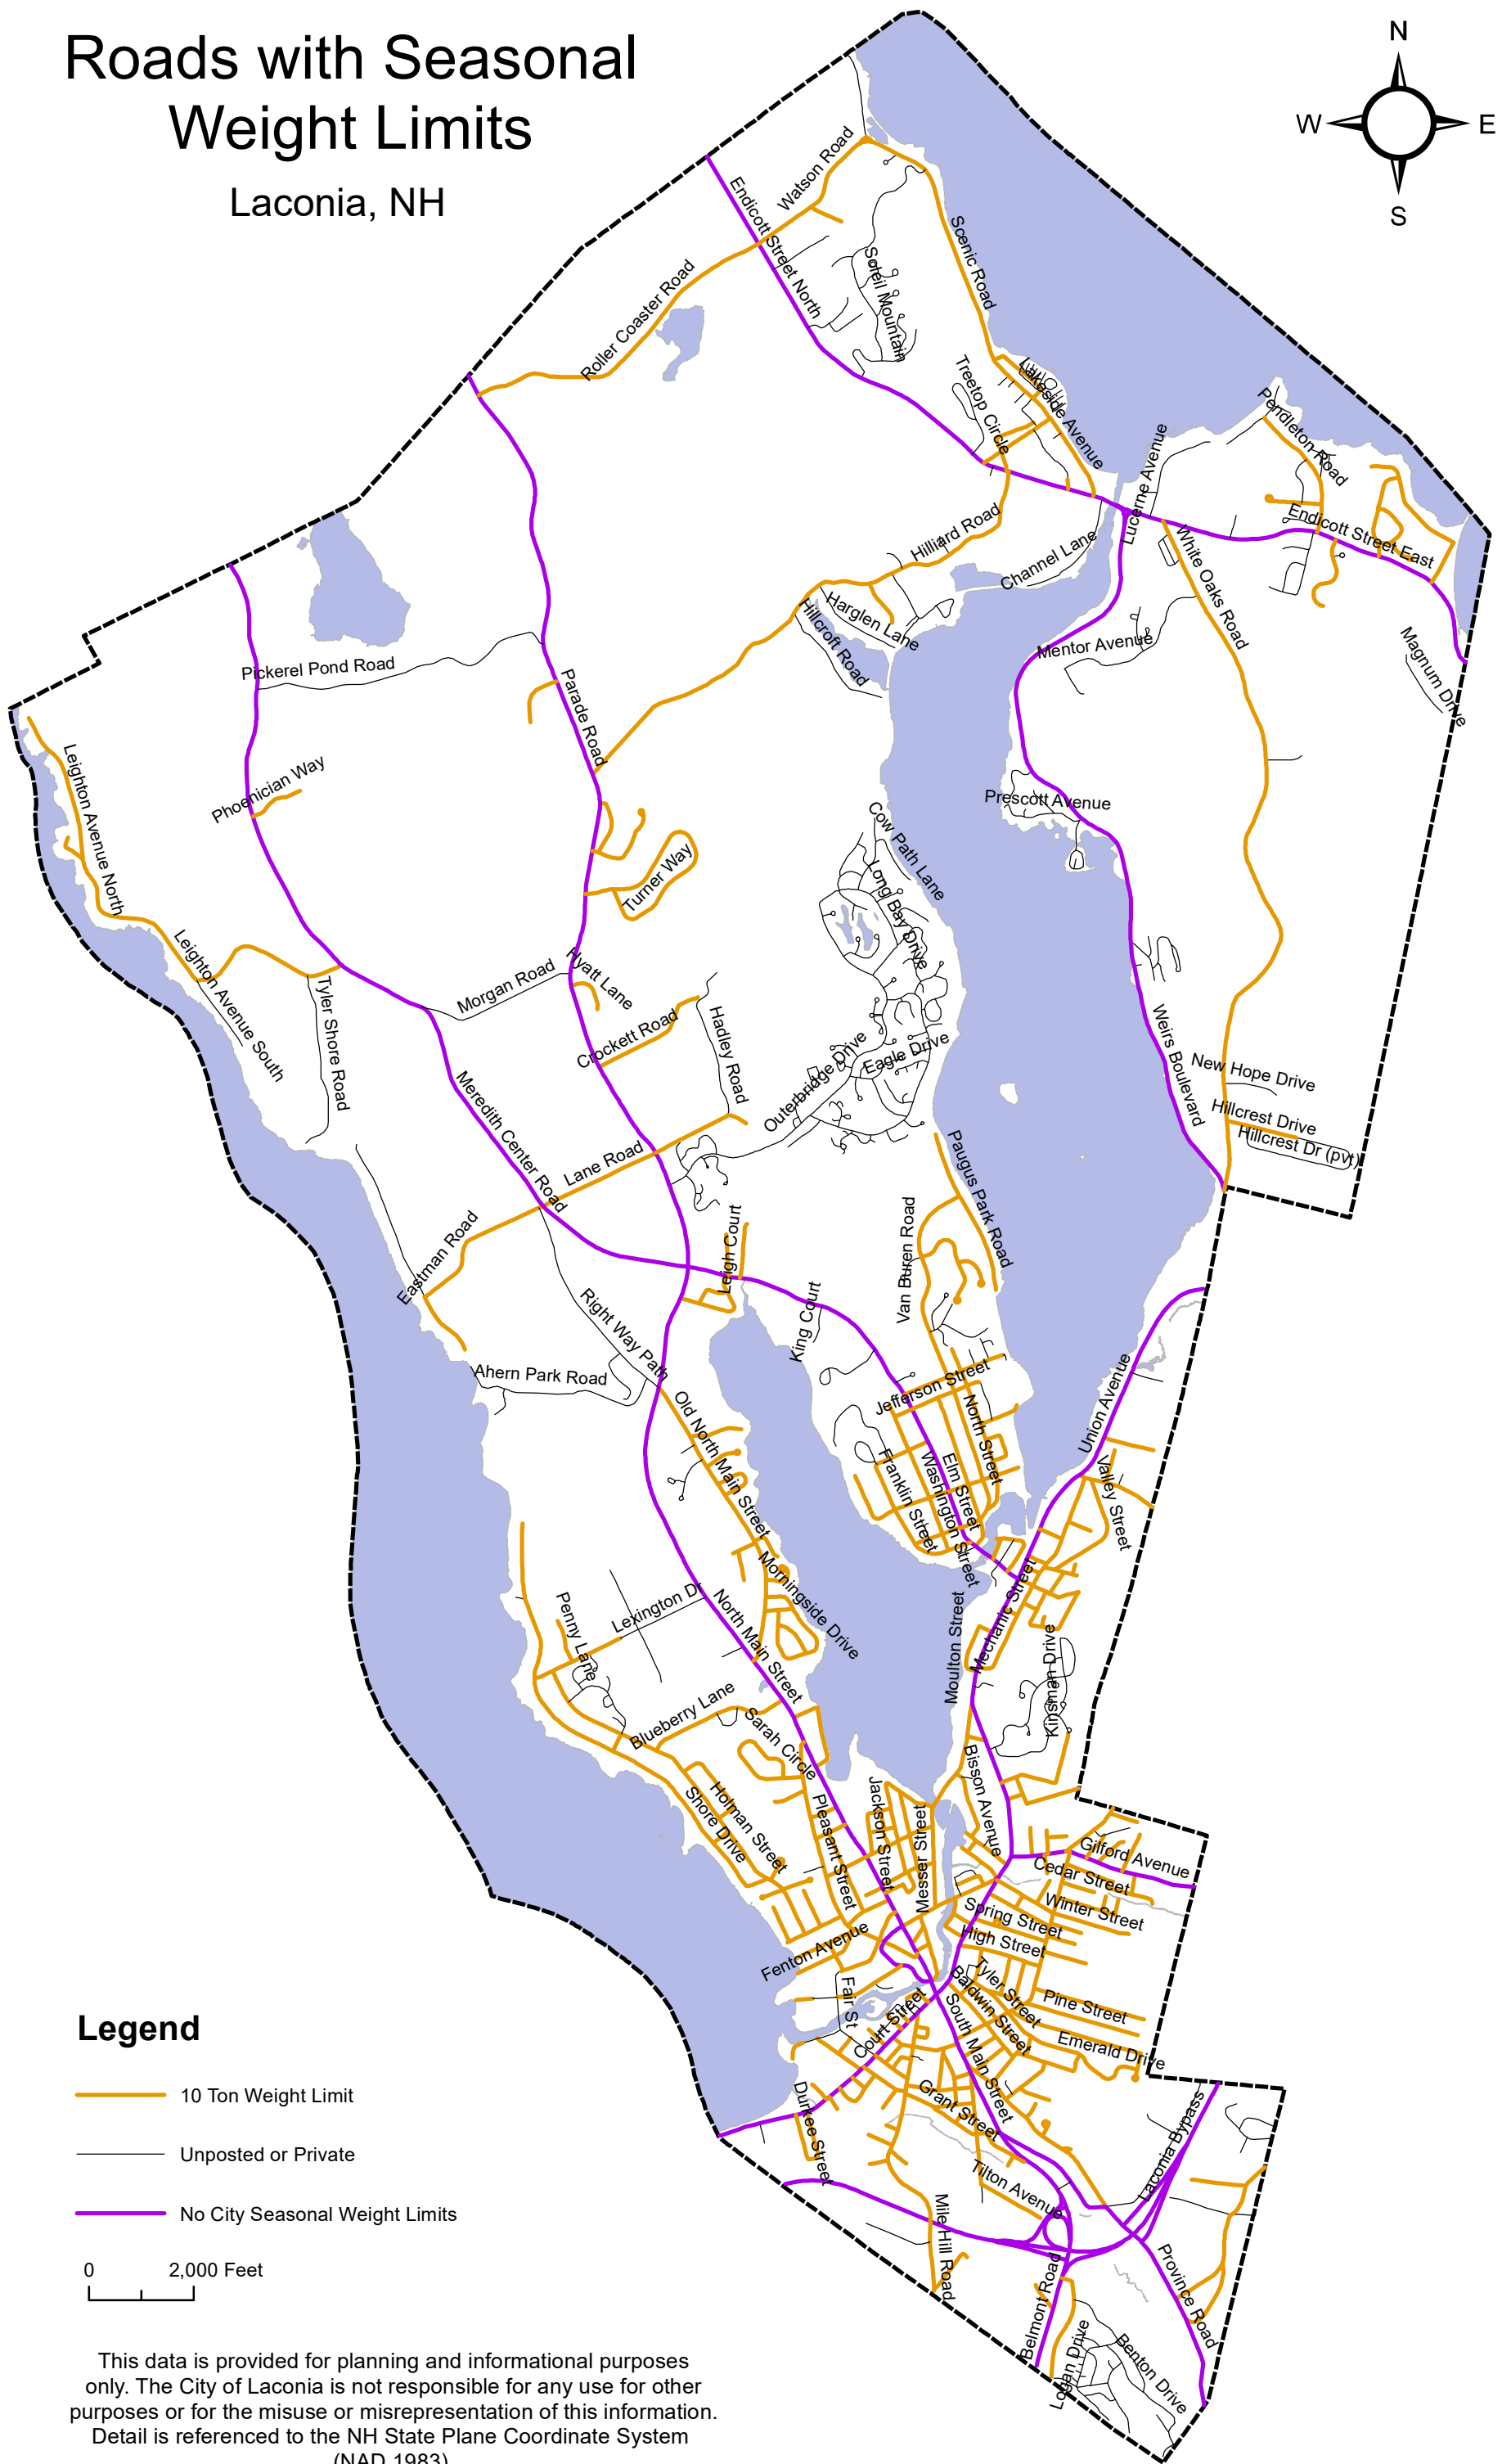 Roads with Seasonal
Weight Limits
Laconia, NH
N
W
E
S
Watson Road
Endicott Street North
Scenic Road
Soleil Mountain
Roller Coaster Road
Treetop Circle
Lakeside Avenue
Pendleton Road
Lucerne Avenue
Endicott Street East
Hilliard Road
Channel Lane
White Oaks Road
Harglen Lane
Hillcroft Road
Mentor Avenue
Magnum Drive
Pickerel Pond Road
Parade Road
Leighton Avenue North
Phoenician Way
Prescott Avenue
Cow Path Lane
Turner Way
Long Bay Drive
Leighton Avenue South
Morgan Road
Hyatt Lane
Tyler Shore Road
Crockett Road
Hadley Road
Weirs Boulevard
Outerbridge Drive
Eagle Drive
New Hope Drive
Hillcrest Drive
Hillcrest Dr (pvt)
Meredith Center Road
Lane Road
Paugus Park Road
Eastman Road
Leigh Court
Van Buren Road
King Court
Right Way Path
Ahern Park Road
Jefferson Street
Union Avenue
Old North Main Street
North Street
Elm Street
Washington Street
Franklin Street
Valley Street
Morningside Drive
Mechanic Street
Moulton Street
Penny Lane
Lexington Dr
North Main Street
Kinsman Drive
Blueberry Lane
Sarah Circle
Bisson Avenue
Holman Street
Shore Drive
Pleasant Street
Jackson Street
Messer Street
Gilford Avenue
Cedar Street
Winter Street
Spring Street
High Street
Fenton Avenue
Fair St
Court Street
Tyler Street
Baldwin Street
Pine Street
Emerald Drive
South Main Street
Grant Street
Durkee Street
Tilton Avenue
Laconia Bypass
Mile Hill Road
Belmont Road
Province Road
Logan Drive
Benton Drive
Legend
10 Ton Weight Limit
Unposted or Private
No City Seasonal Weight Limits
0 2,000 Feet
This data is provided for planning and informational purposes
only. The City of Laconia is not responsible for any use for other
purposes or for the misuse or misrepresentation of this information.
Detail is referenced to the NH State Plane Coordinate System
(NAD 1983)